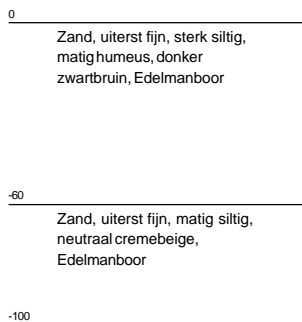 0
Zand, uiterst fijn, sterk siltig,
matig humeus, donker
zwartbruin, Edelmanboor
-60
Zand, uiterst fijn, matig siltig,
neutraal cremebeige,
Edelmanboor
-100